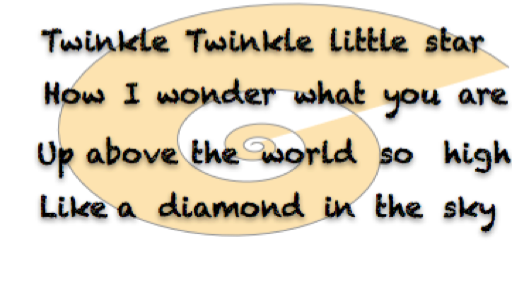 Twinkle Twinkle little star
How I wonder what you are
Up above the world so high
Like a diamond in the sky